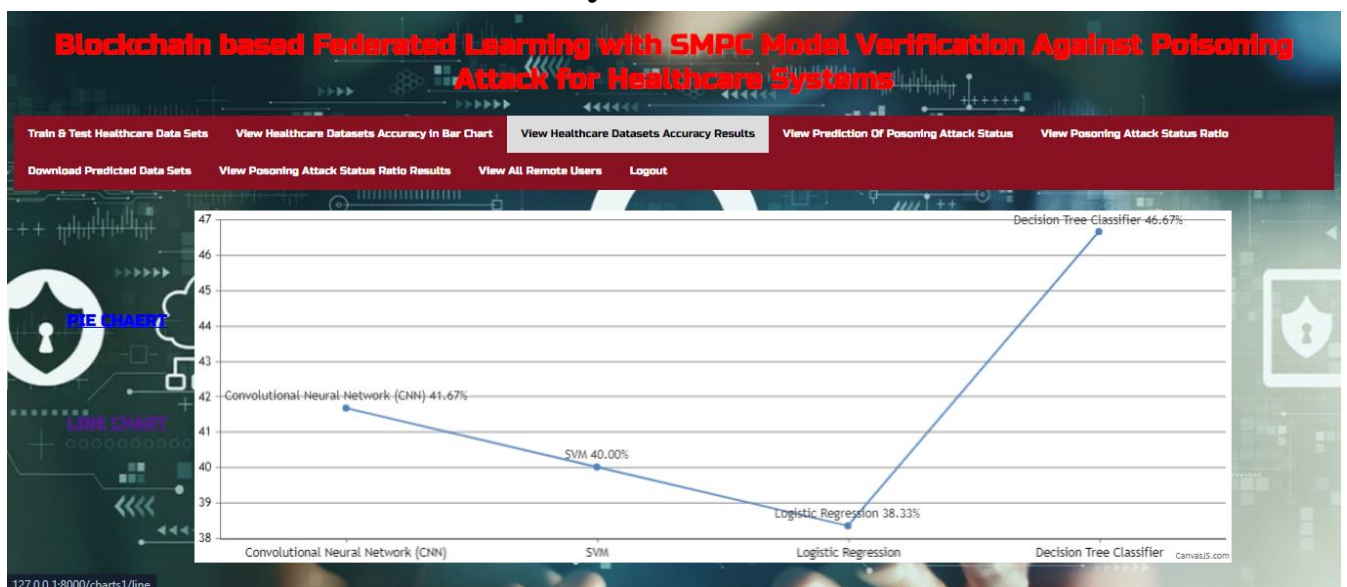 Blockchain based Federated Learning with SMPC Model Verification Against Poisoning
Attack for Healthcare Systems
Train & Test Healthcare Data Sets View Healthcare Datasets Accuracy in Bar Chart View Healthcare Datasets Accuracy Results View Prediction Of Posoning Attack Status View Posoning Attack Status Ratio
Download Predicted Data Sets View Posoning Attack Status Ratio Results View All Remote Users Logout
47
Decision Tree Classifier 46.67%
46
45
PIE CHAERT
44
43
42
Convolutional Neural Network (CNN) 41.67%
LINE CHART
41
SVM 40.00%
40
39
Logistic Regression 38.33%
38
Convolutional Neural Network (CNN) SVM Logistic Regression Decision Tree Classifier CanvasJS.com
127.0.0.1:8000/charts1/line